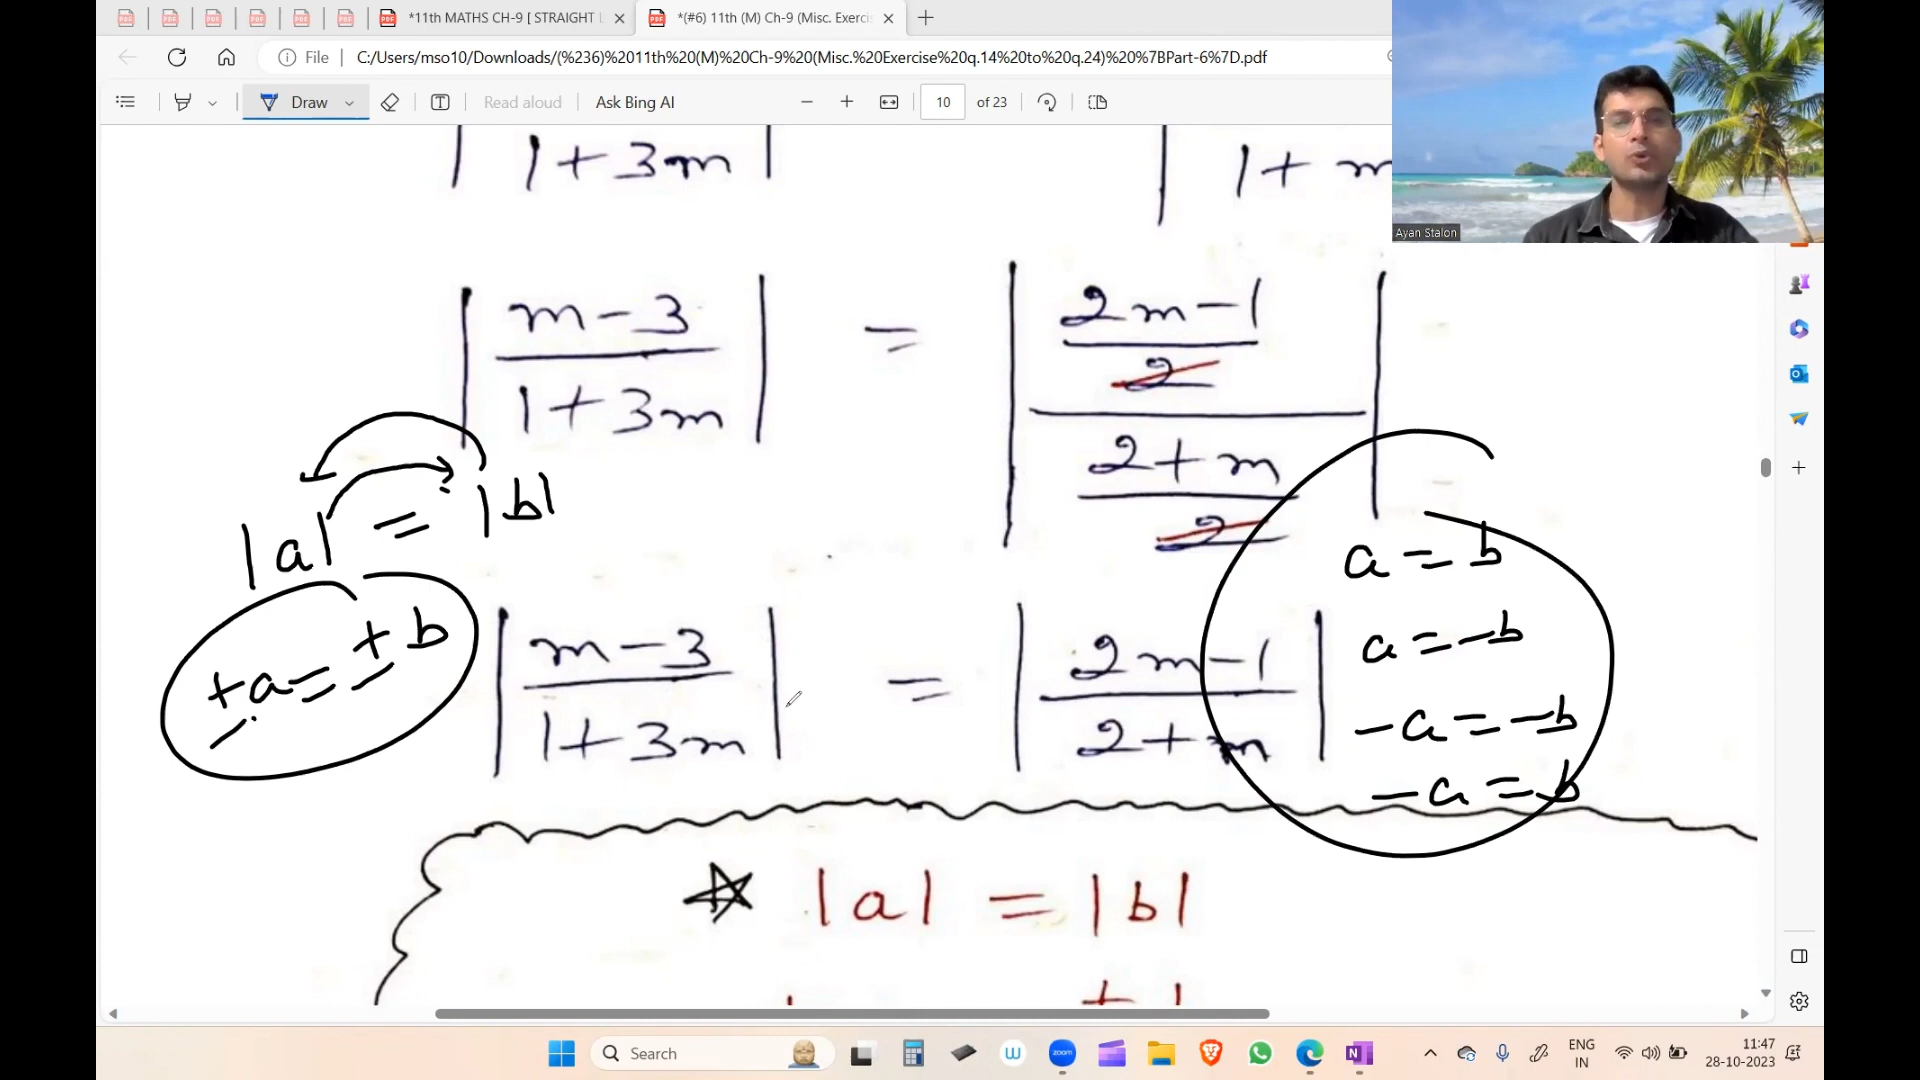 *11th MATHS CH-9 [ STRAIGHT L
*(#6) 11th (M) Ch-9 (Misc. Exercis
File
C:/Users/mso10/Downloads/(%236)%2011th%20(M)%20Ch-9%20(Misc.%20Exercise%20q.14%20to%20q.24)%20%7BPart-6%7D.pdf
Draw
Read aloud
Ask Bing AI
10 of 23
Ayan Stalon
| 1+3m | | 1+ m
| m-3 / 1+3m | = | 2m-1 / 2 / 2+m / 2 |
|a| = |b|
±a = ±b
a = b
a = -b
-a = -b
-a = b
| m-3 / 1+3m | = | 2m-1 / 2+m |
☆ |a| = |b|
Search
zoom
ENG
IN
11:47
28-10-2023